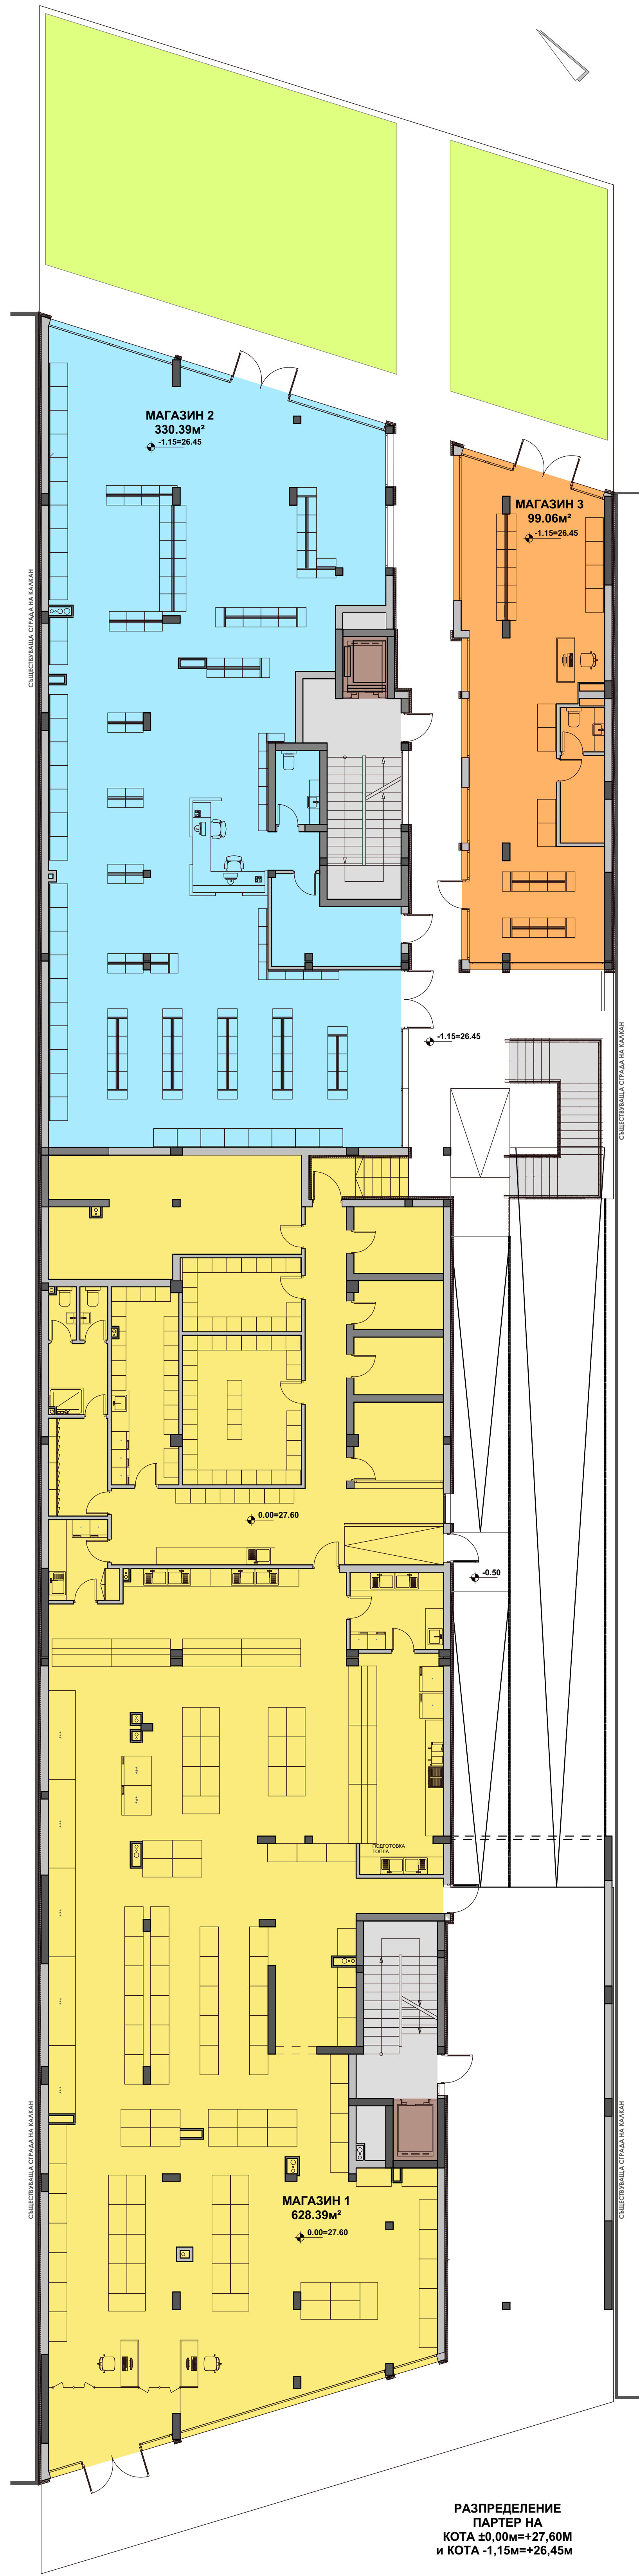 МАГАЗИН 2
330.39м²
-1.15=26.45
МАГАЗИН 3
99.06м²
-1.15=26.45
СЪЩЕСТВУВАЩА СГРАДА НА КАЛКАН
-1.15=26.45
СЪЩЕСТВУВАЩА СГРАДА НА КАЛКАН
0.00=27.60
-0.50
ПОДГОТОВКА
ТОПЛА
МАГАЗИН 1
628.39м²
0.00=27.60
СЪЩЕСТВУВАЩА СГРАДА НА КАЛКАН
СЪЩЕСТВУВАЩА СГРАДА НА КАЛКАН
РАЗПРЕДЕЛЕНИЕ
ПАРТЕР НА
КОТА ±0,00м=+27,60М
и КОТА -1,15м=+26,45м